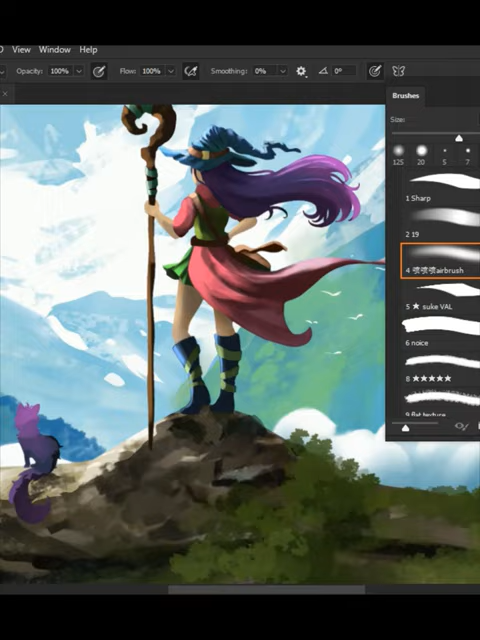 View Window Help
Opacity: 100% Flow: 100% Smoothing: 0% 0°
Brushes
Size:
125 20 5 7
1 Sharp
2 19
4 喷喷喷airbrush
5 ★ suke VAL
6 noice
8 ★★★★★
9 flat texture